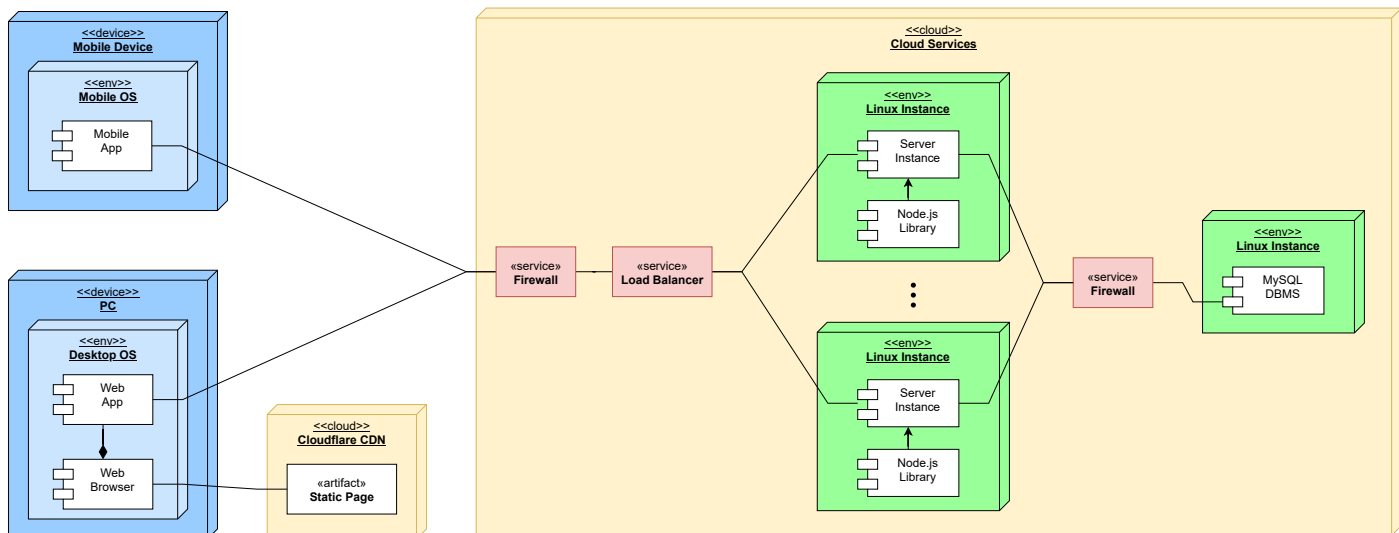 <<device>>
Mobile Device
<<env>>
Mobile OS
Mobile
App
<<device>>
PC
<<env>>
Desktop OS
Web
App
Web
Browser
<<cloud>>
Cloudflare CDN
«artifact»
Static Page
<<cloud>>
Cloud Services
«service»
Firewall
«service»
Load Balancer
<<env>>
Linux Instance
Server
Instance
Node.js
Library
<<env>>
Linux Instance
Server
Instance
Node.js
Library
«service»
Firewall
<<env>>
Linux Instance
MySQL
DBMS